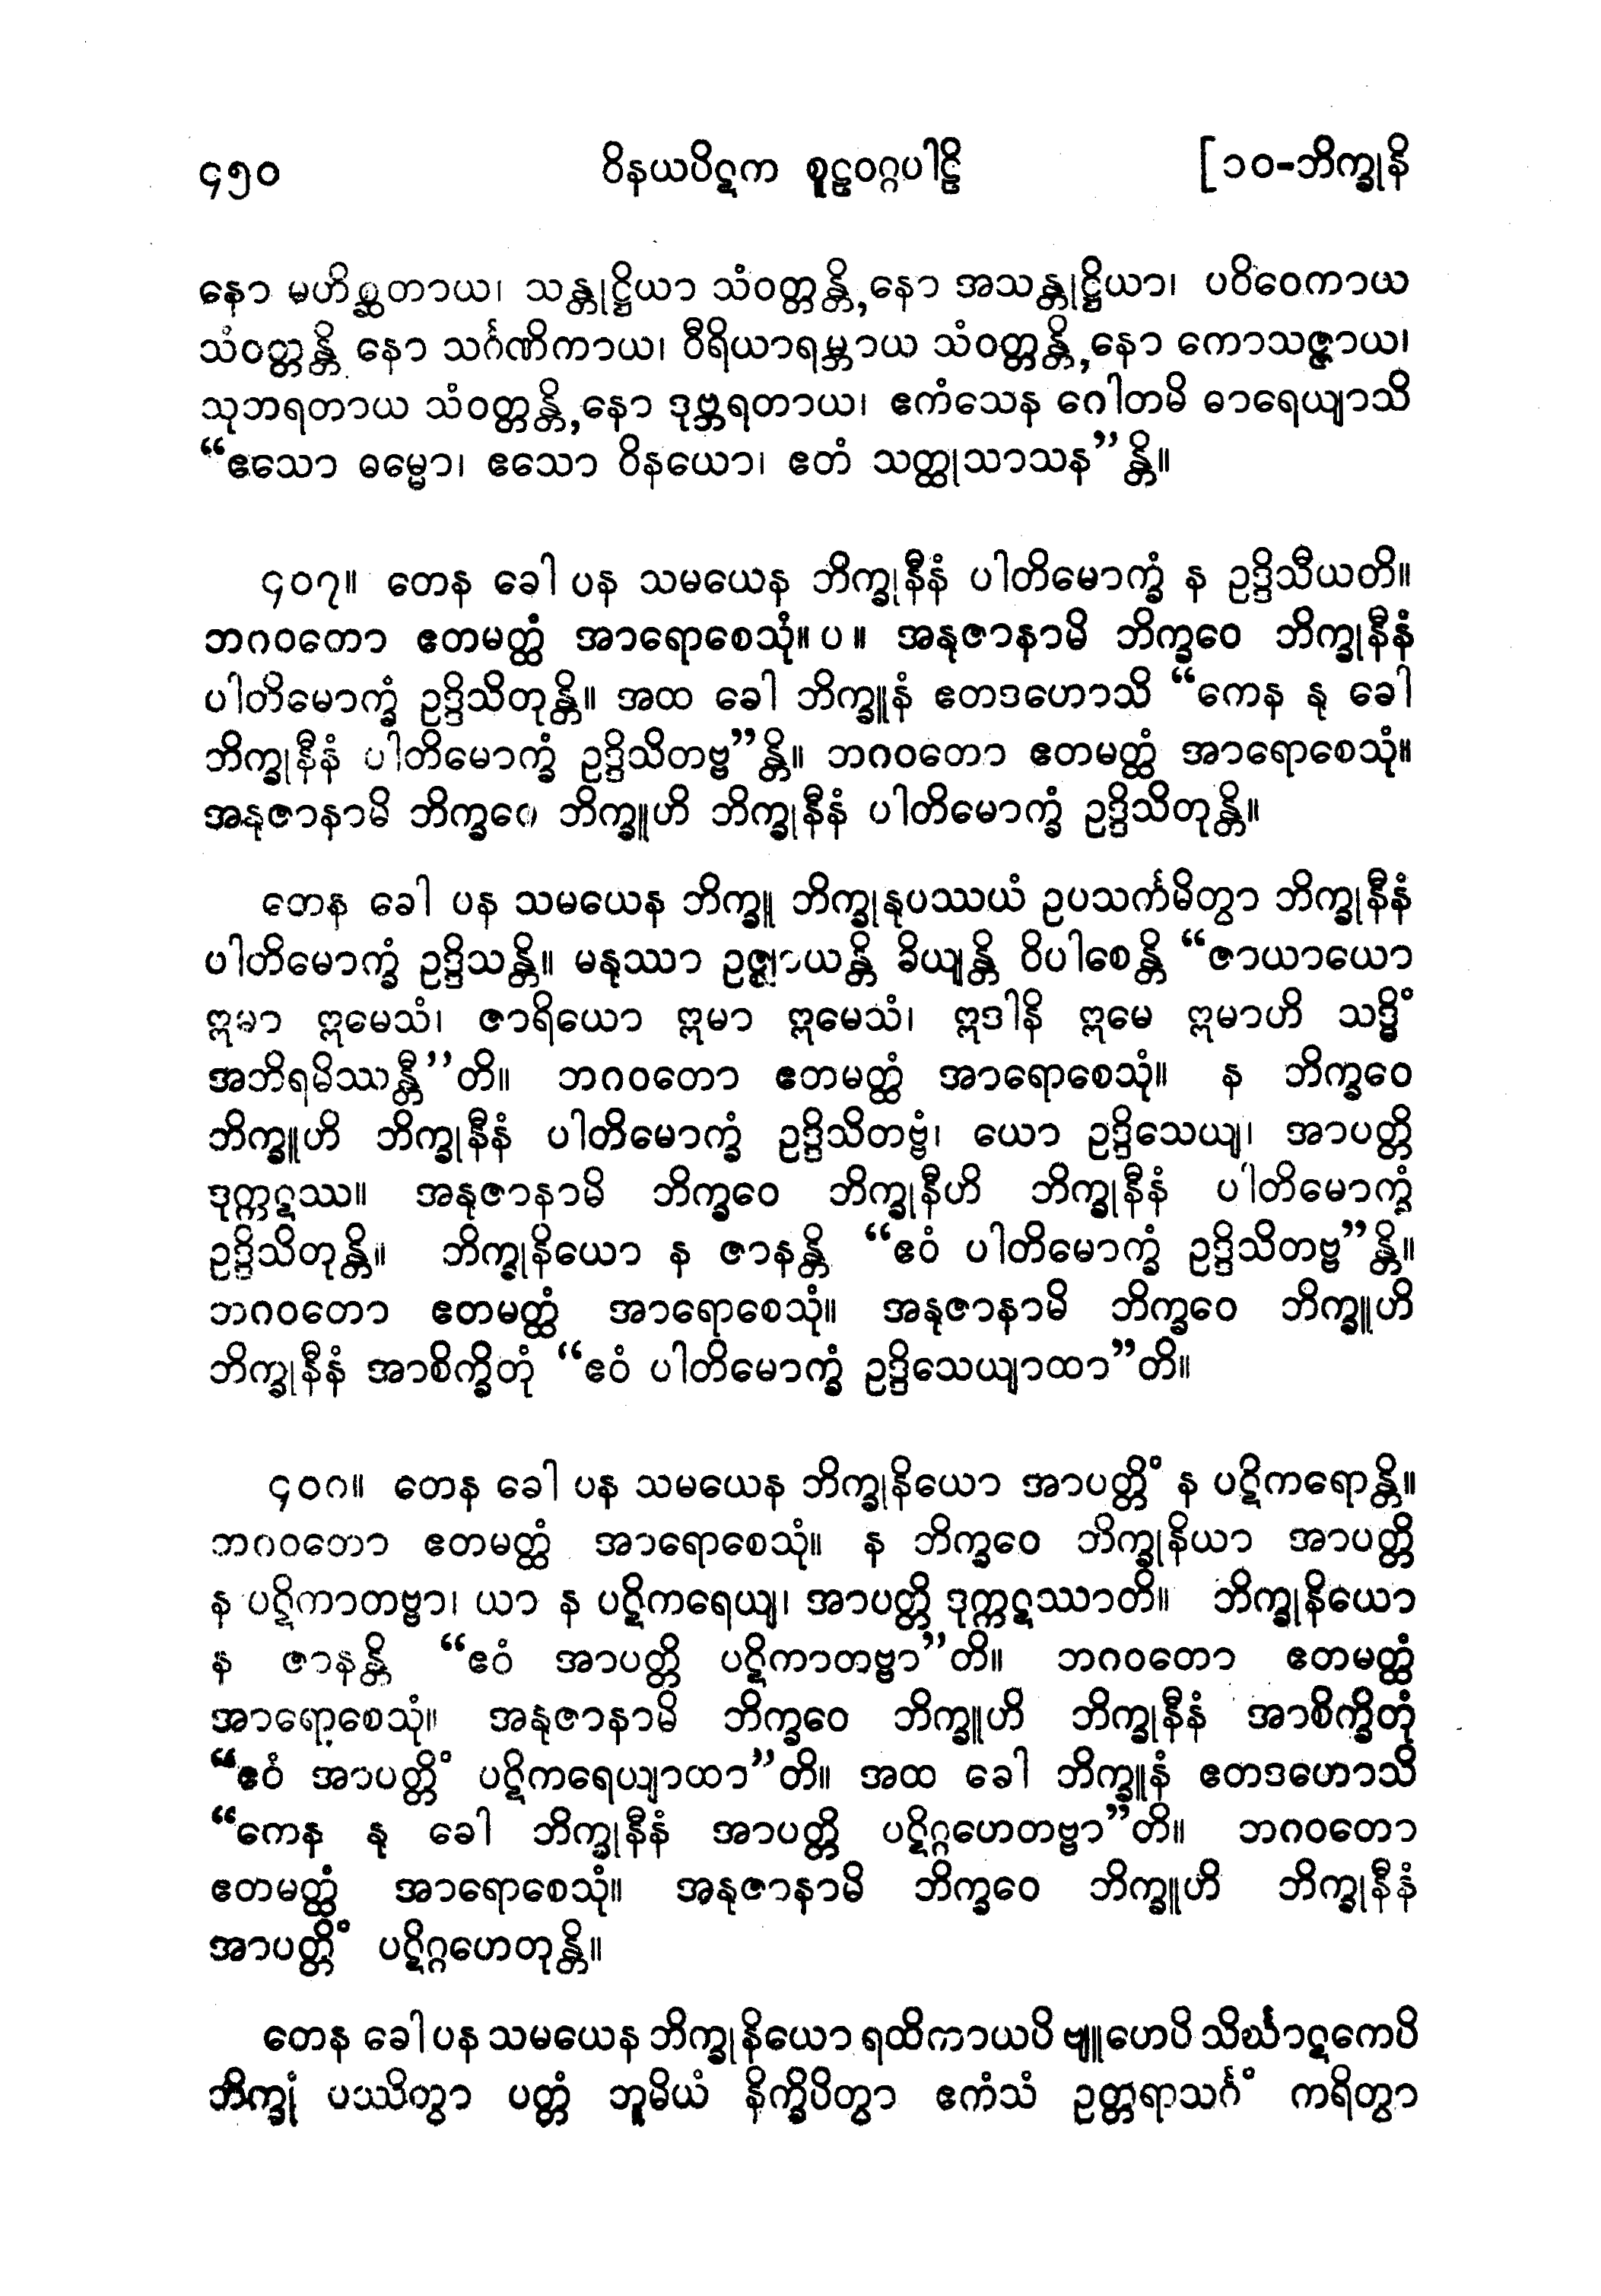 ၄၅၀ ဝိနယပိဋက စူဠဝဂ္ဂပါဠိ [၁၀-ဘိက္ခုနိ
နော မဟိစ္ဆတာယ၊ သန္တုဋ္ဌိယာ သံဝတ္တန္တိ,နော အသန္တုဋ္ဌိယာ၊ ပဝိဝေကာယ
သံဝတ္တန္တိ နော သင်္ဂဏိကာယ၊ ဝီရိယာရမ္ဘာယ သံဝတ္တန္တိ,နော ကောသဇ္ဇာယ၊
သုဘရတာယ သံဝတ္တန္တိ,နော ဒုဗ္ဘရတာယ၊ ဧကံသေန ဂေါတမိ ဓာရေယျာသိ
“ဧသော ဓမ္မော၊ ဧသော ဝိနယော၊ ဧတံ သတ္ထုသာသန”န္တိ။
၄၀၇။ တေန ခေါ ပန သမယေန ဘိက္ခုနီနံ ပါတိမောက္ခံ န ဥဒ္ဒိသီယတိ။
ဘဂဝတော ဧတမတ္ထံ အာရောစေသုံ။ပ။ အနုဇာနာမိ ဘိက္ခဝေ ဘိက္ခုနီနံ
ပါတိမောက္ခံ ဥဒ္ဒိသိတုန္တိ။ အထ ခေါ ဘိက္ခူနံ ဧတဒဟောသိ “ကေန နု ခေါ
ဘိက္ခုနီနံ ပါတိမောက္ခံ ဥဒ္ဒိသိတဗ္ဗ”န္တိ။ ဘဂဝတော ဧတမတ္ထံ အာရောစေသုံ။
အနုဇာနာမိ ဘိက္ခဝေ ဘိက္ခူဟိ ဘိက္ခုနီနံ ပါတိမောက္ခံ ဥဒ္ဒိသိတုန္တိ။
တေန ခေါ ပန သမယေန ဘိက္ခူ ဘိက္ခုနုပဿယံ ဥပသင်္ကမိတွာ ဘိက္ခုနီနံ
ပါတိမောက္ခံ ဥဒ္ဒိသန္တိ။ မနုဿာ ဥဇ္ဈာယန္တိ ခိယျန္တိ ဝိပါစေန္တိ “ဇာယာယော
ဣမာ ဣမေသံ၊ ဇာရိယော ဣမာ ဣမေသံ၊ ဣဒါနိ ဣမေ ဣမာဟိ သဒ္ဓိံ
အဘိရမိဿန္တီ”တိ။ ဘဂဝတော ဧတမတ္ထံ အာရောစေသုံ။ န ဘိက္ခဝေ
ဘိက္ခူဟိ ဘိက္ခုနီနံ ပါတိမောက္ခံ ဥဒ္ဒိသိတဗ္ဗံ၊ ယော ဥဒ္ဒိသေယျ၊ အာပတ္တိ
ဒုက္ကဋဿ။ အနုဇာနာမိ ဘိက္ခဝေ ဘိက္ခုနီဟိ ဘိက္ခုနီနံ ပါတိမောက္ခံ
ဥဒ္ဒိသိတုန္တိ။ ဘိက္ခုနိယော န ဇာနန္တိ “ဧဝံ ပါတိမောက္ခံ ဥဒ္ဒိသိတဗ္ဗ”န္တိ။
ဘဂဝတော ဧတမတ္ထံ အာရောစေသုံ။ အနုဇာနာမိ ဘိက္ခဝေ ဘိက္ခူဟိ
ဘိက္ခုနီနံ အာစိက္ခိတုံ “ဧဝံ ပါတိမောက္ခံ ဥဒ္ဒိသေယျာထာ”တိ။
၄၀၈။ တေန ခေါ ပန သမယေန ဘိက္ခုနိယော အာပတ္တိံ န ပဋိကရောန္တိ။
ဘဂဝတော ဧတမတ္ထံ အာရောစေသုံ။ န ဘိက္ခဝေ ဘိက္ခုနိယာ အာပတ္တိ
န ပဋိကာတဗ္ဗာ၊ ယာ န ပဋိကရေယျ၊ အာပတ္တိ ဒုက္ကဋဿာတိ။ ဘိက္ခုနိယော
န ဇာနန္တိ “ဧဝံ အာပတ္တိ ပဋိကာတဗ္ဗာ”တိ။ ဘဂဝတော ဧတမတ္ထံ
အာရောစေသုံ။ အနုဇာနာမိ ဘိက္ခဝေ ဘိက္ခူဟိ ဘိက္ခုနီနံ အာစိက္ခိတုံ
“ဧဝံ အာပတ္တိံ ပဋိကရေယျာထာ”တိ။ အထ ခေါ ဘိက္ခူနံ ဧတဒဟောသိ
“ကေန နု ခေါ ဘိက္ခုနီနံ အာပတ္တိ ပဋိဂ္ဂဟေတဗ္ဗာ”တိ။ ဘဂဝတော
ဧတမတ္ထံ အာရောစေသုံ။ အနုဇာနာမိ ဘိက္ခဝေ ဘိက္ခူဟိ ဘိက္ခုနီနံ
အာပတ္တိံ ပဋိဂ္ဂဟေတုန္တိ။
တေန ခေါ ပန သမယေန ဘိက္ခုနိယော ရထိကာယပိ ဗျူဟေပိ သိင်္ဃာဋကေပိ
ဘိက္ခုံ ပဿိတွာ ပတ္တံ ဘူမိယံ နိက္ခိပိတွာ ဧကံသံ ဥတ္တရာသင်္ဂံ ကရိတွာ